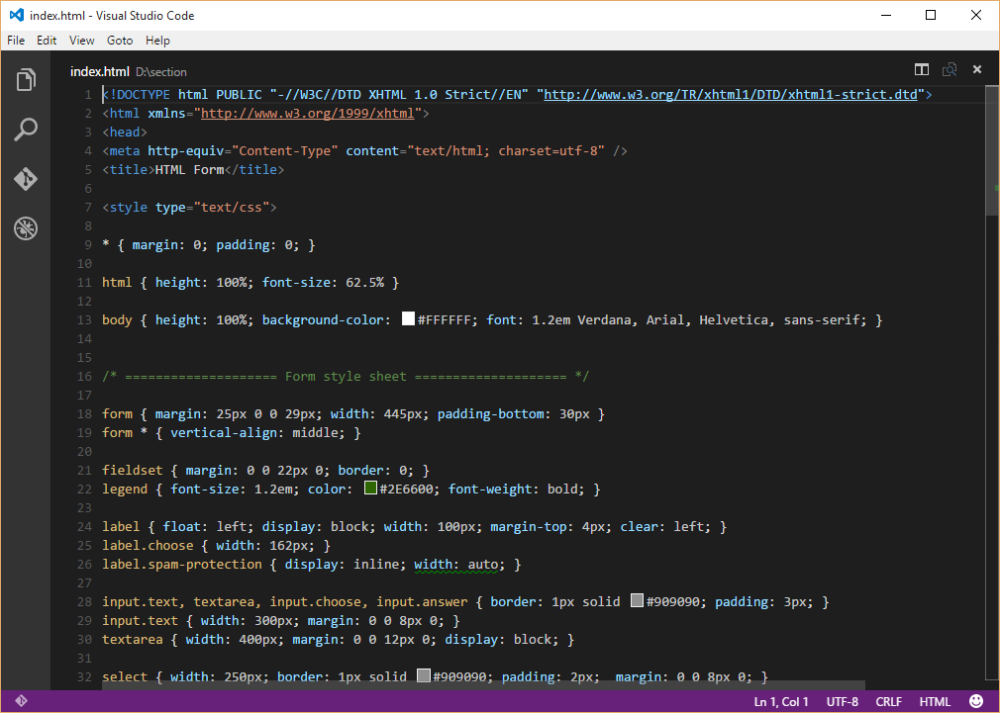 index.html - Visual Studio Code
File Edit View Goto Help
index.html D:\section
1 <!DOCTYPE html PUBLIC "-//W3C//DTD XHTML 1.0 Strict//EN" "http://www.w3.org/TR/xhtml1/DTD/xhtml1-strict.dtd">
2 <html xmlns="http://www.w3.org/1999/xhtml">
3 <head>
4 <meta http-equiv="Content-Type" content="text/html; charset=utf-8" />
5 <title>HTML Form</title>
6
7 <style type="text/css">
8
9 * { margin: 0; padding: 0; }
10
11 html { height: 100%; font-size: 62.5% }
12
13 body { height: 100%; background-color: #FFFFFF; font: 1.2em Verdana, Arial, Helvetica, sans-serif; }
14
15
16 /* ==================== Form style sheet ==================== */
17
18 form { margin: 25px 0 0 29px; width: 445px; padding-bottom: 30px }
19 form * { vertical-align: middle; }
20
21 fieldset { margin: 0 0 22px 0; border: 0; }
22 legend { font-size: 1.2em; color: #2E6600; font-weight: bold; }
23
24 label { float: left; display: block; width: 100px; margin-top: 4px; clear: left; }
25 label.choose { width: 162px; }
26 label.spam-protection { display: inline; width: auto; }
27
28 input.text, textarea, input.choose, input.answer { border: 1px solid #909090; padding: 3px; }
29 input.text { width: 300px; margin: 0 0 8px 0; }
30 textarea { width: 400px; margin: 0 0 12px 0; display: block; }
31
32 select { width: 250px; border: 1px solid #909090; padding: 2px;  margin: 0 0 8px 0; }
Ln 1, Col 1 UTF-8 CRLF HTML